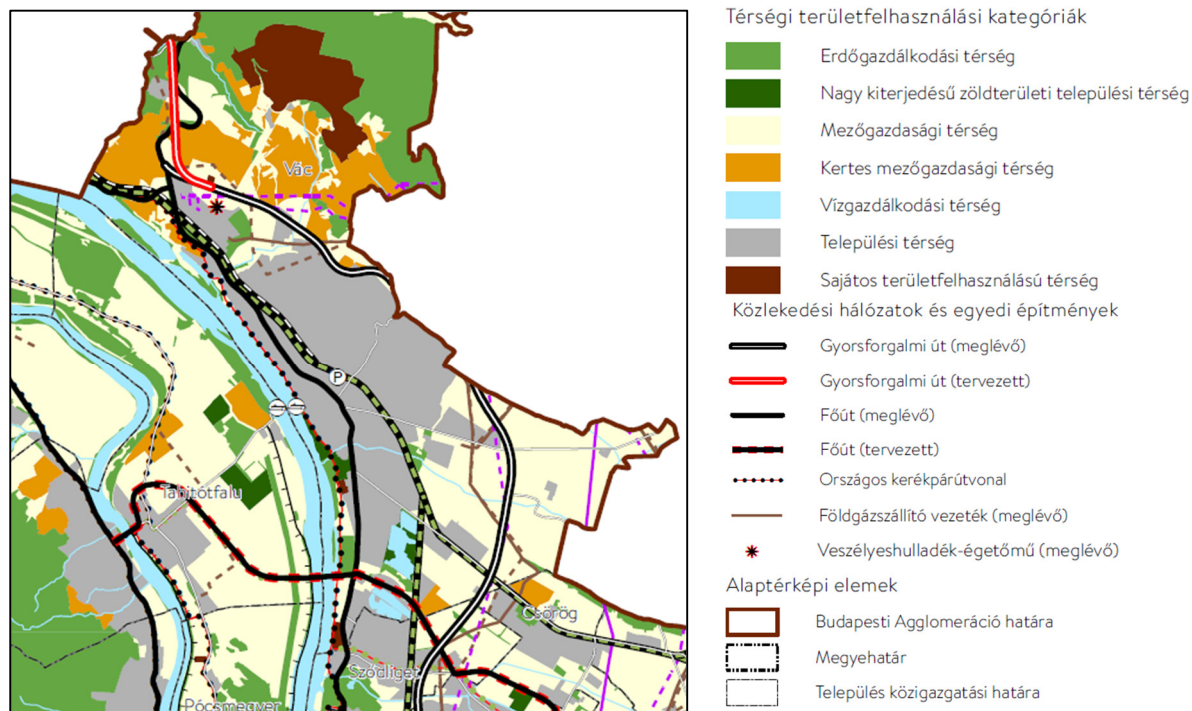 Vác
P
Tahitótfalu
Csörög
Sződliget
Pócsmegyer
Térségi területfelhasználási kategóriák
Erdőgazdálkodási térség
Nagy kiterjedésű zöldterületi települési térség
Mezőgazdasági térség
Kertes mezőgazdasági térség
Vízgazdálkodási térség
Települési térség
Sajátos területfelhasználású térség
Közlekedési hálózatok és egyedi építmények
Gyorsforgalmi út (meglévő)
Gyorsforgalmi út (tervezett)
Főút (meglévő)
Főút (tervezett)
Országos kerékpárútvonal
Földgázszállító vezeték (meglévő)
Veszélyeshulladék-égetőmű (meglévő)
Alaptérképi elemek
Budapesti Agglomeráció határa
Megyehatár
Település közigazgatási határa